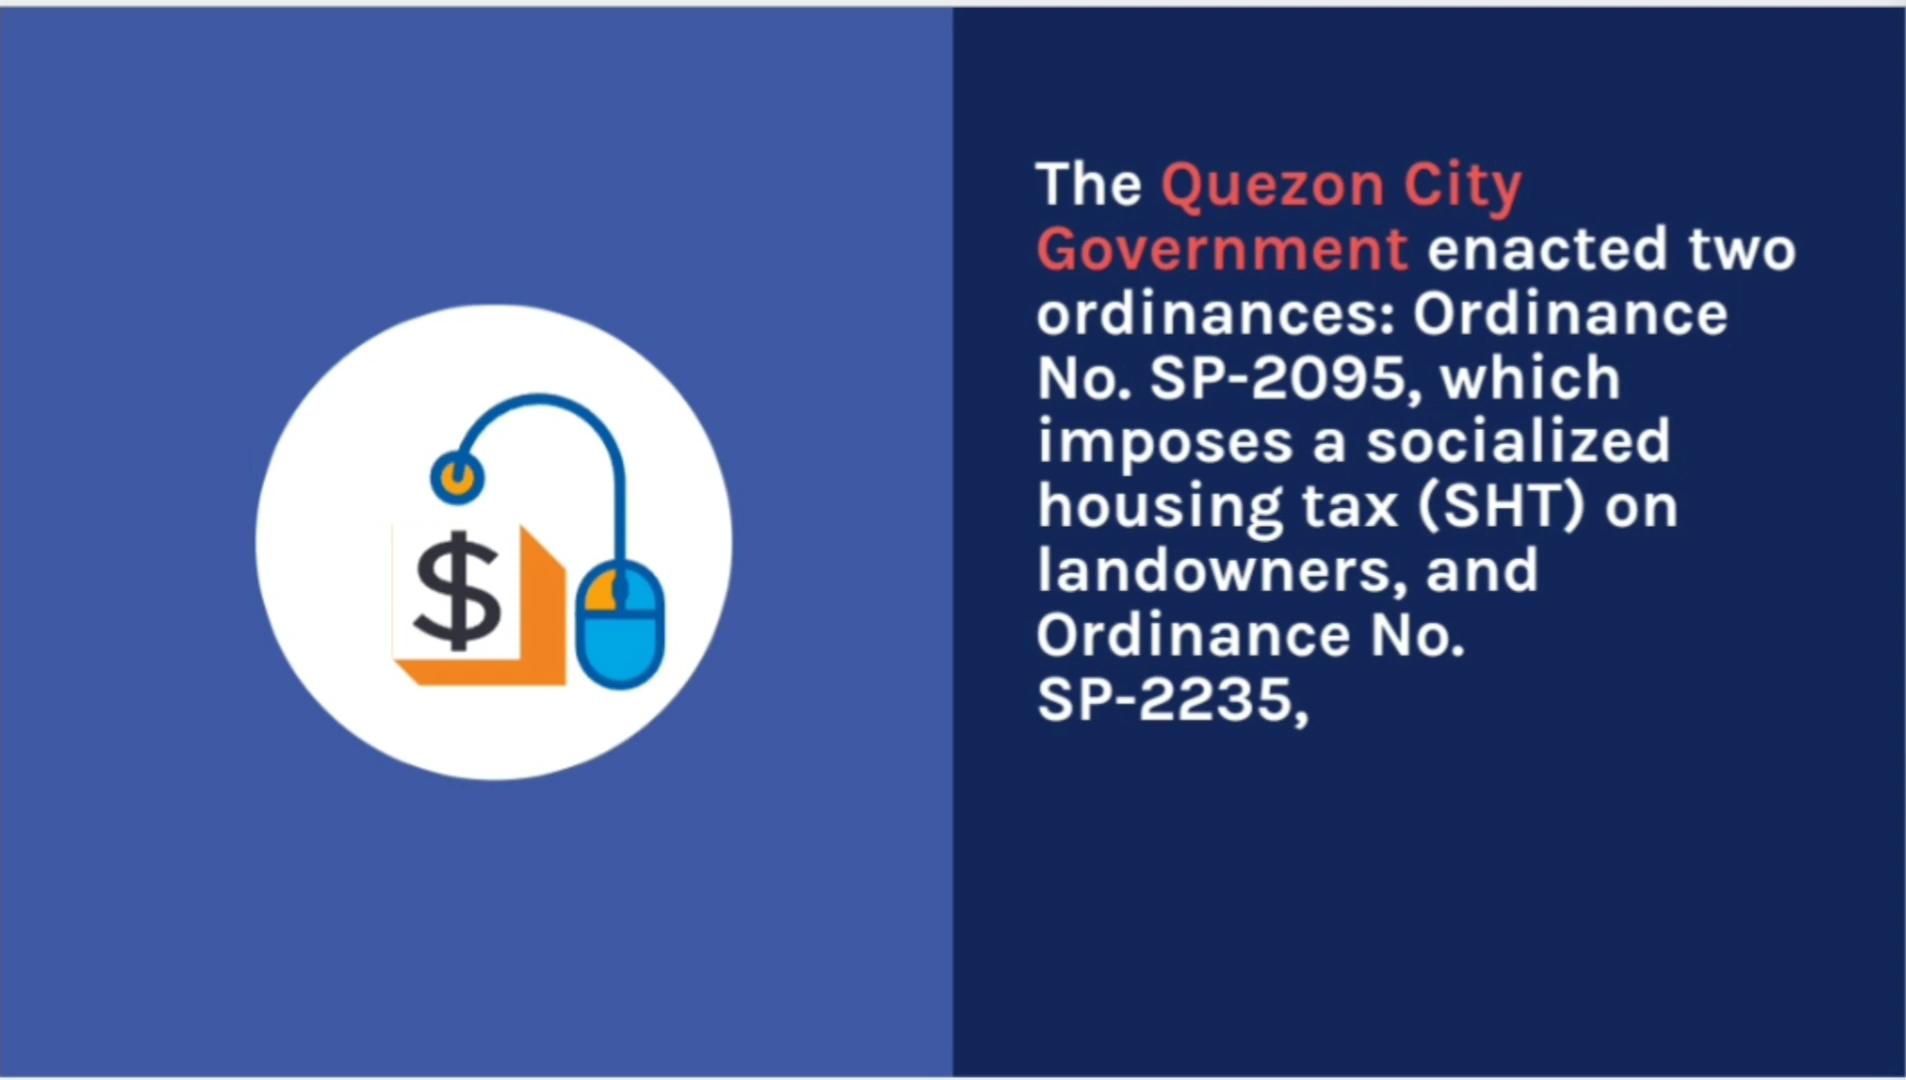 The Quezon City
Government enacted two
ordinances: Ordinance
No. SP-2095, which
imposes a socialized
housing tax (SHT) on
landowners, and
Ordinance No.
SP-2235,
$